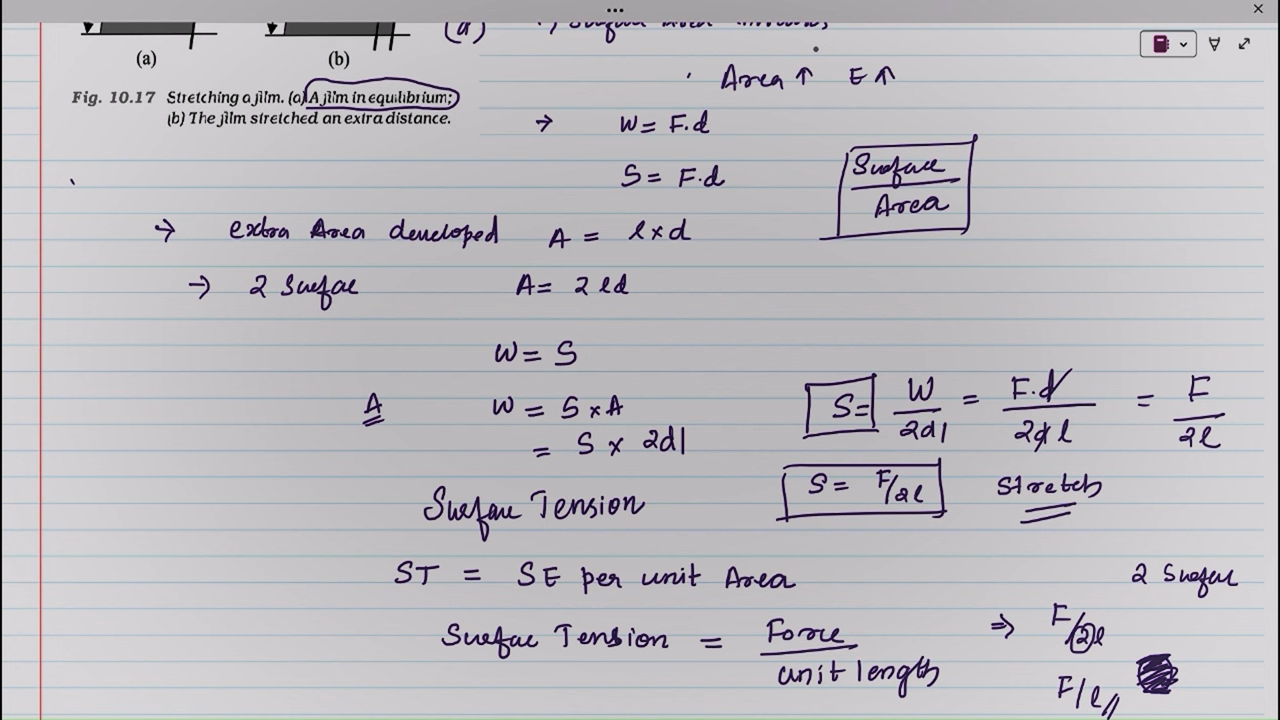 (a) (b) (a)
Area ↑ E ↑
Fig. 10.17 Stretching a film. (a) A film in equilibrium;
(b) The film stretched an extra distance.
→ W = F.d
S = F.d
Surface
Area
→ extra Area developed A = l × d
→ 2 Surface A = 2 ld
W = S
A W = S × A
= S × 2dl
S = W/2dl = F.d/2dl = F/2l
S = F/2l Stretch
Surface Tension
ST = SE per unit Area
2 Surface
Surface Tension = Force/unit length ⇒ F/2l
F/l